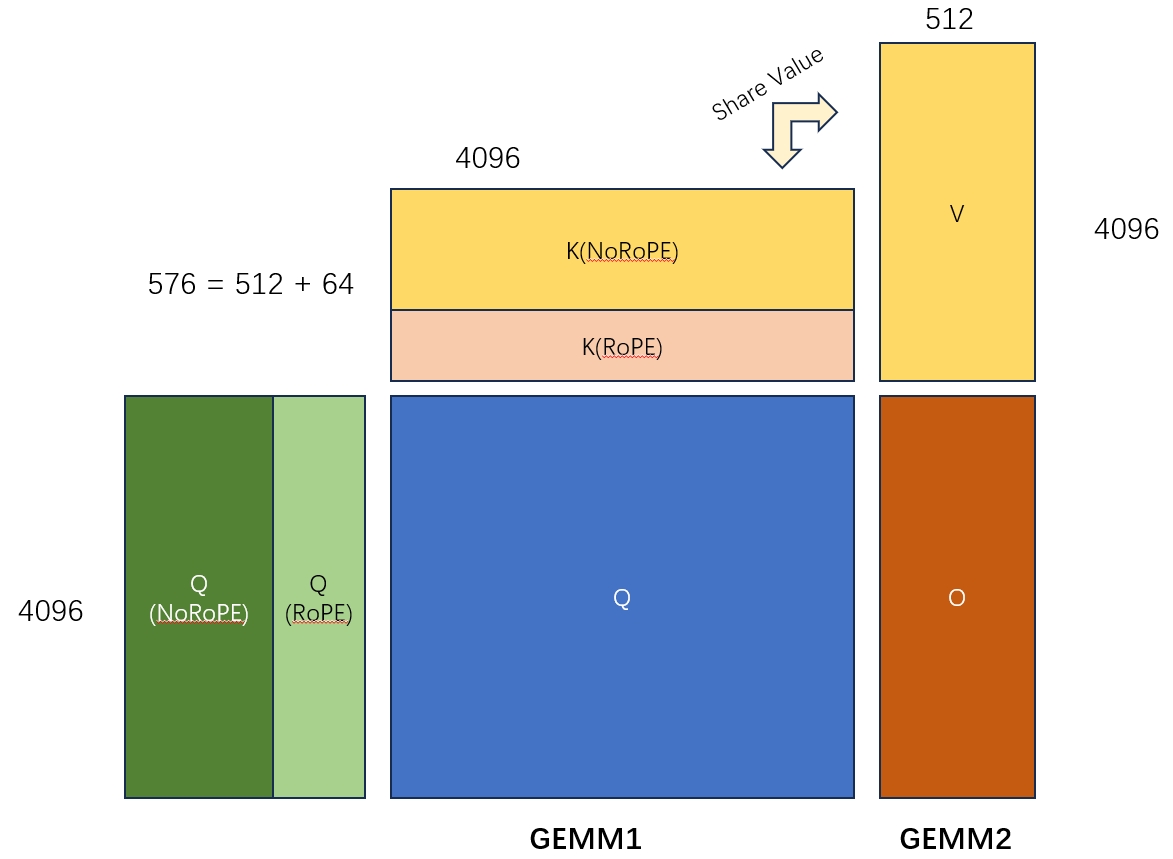 512
Share Value
4096
V
4096
K(NoRoPE)
576 = 512 + 64
K(RoPE)
4096
Q
(NoRoPE)
Q
(RoPE)
Q
O
GEMM1
GEMM2